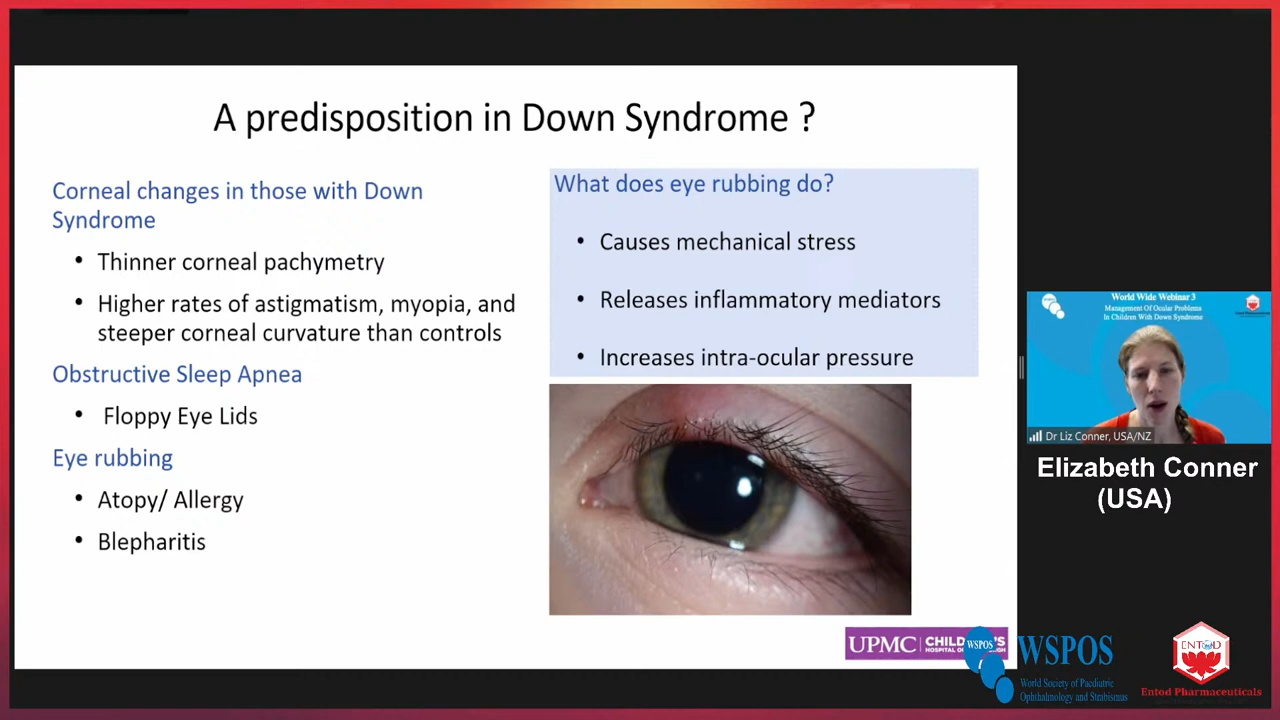 A predisposition in Down Syndrome ?
Corneal changes in those with Down
Syndrome
• Thinner corneal pachymetry
• Higher rates of astigmatism, myopia, and
steeper corneal curvature than controls
Obstructive Sleep Apnea
• Floppy Eye Lids
Eye rubbing
• Atopy/ Allergy
• Blepharitis
What does eye rubbing do?
• Causes mechanical stress
• Releases inflammatory mediators
• Increases intra-ocular pressure
World Wide Webinar 3
Management Of Ocular Problems
In Children With Down Syndrome
Dr Liz Conner, USA/NZ
Elizabeth Conner
(USA)
UPMC
WSPOS
WSPOS
World Society of Paediatric
Ophthalmology and Strabismus
ENTOD
Entod Pharmaceuticals